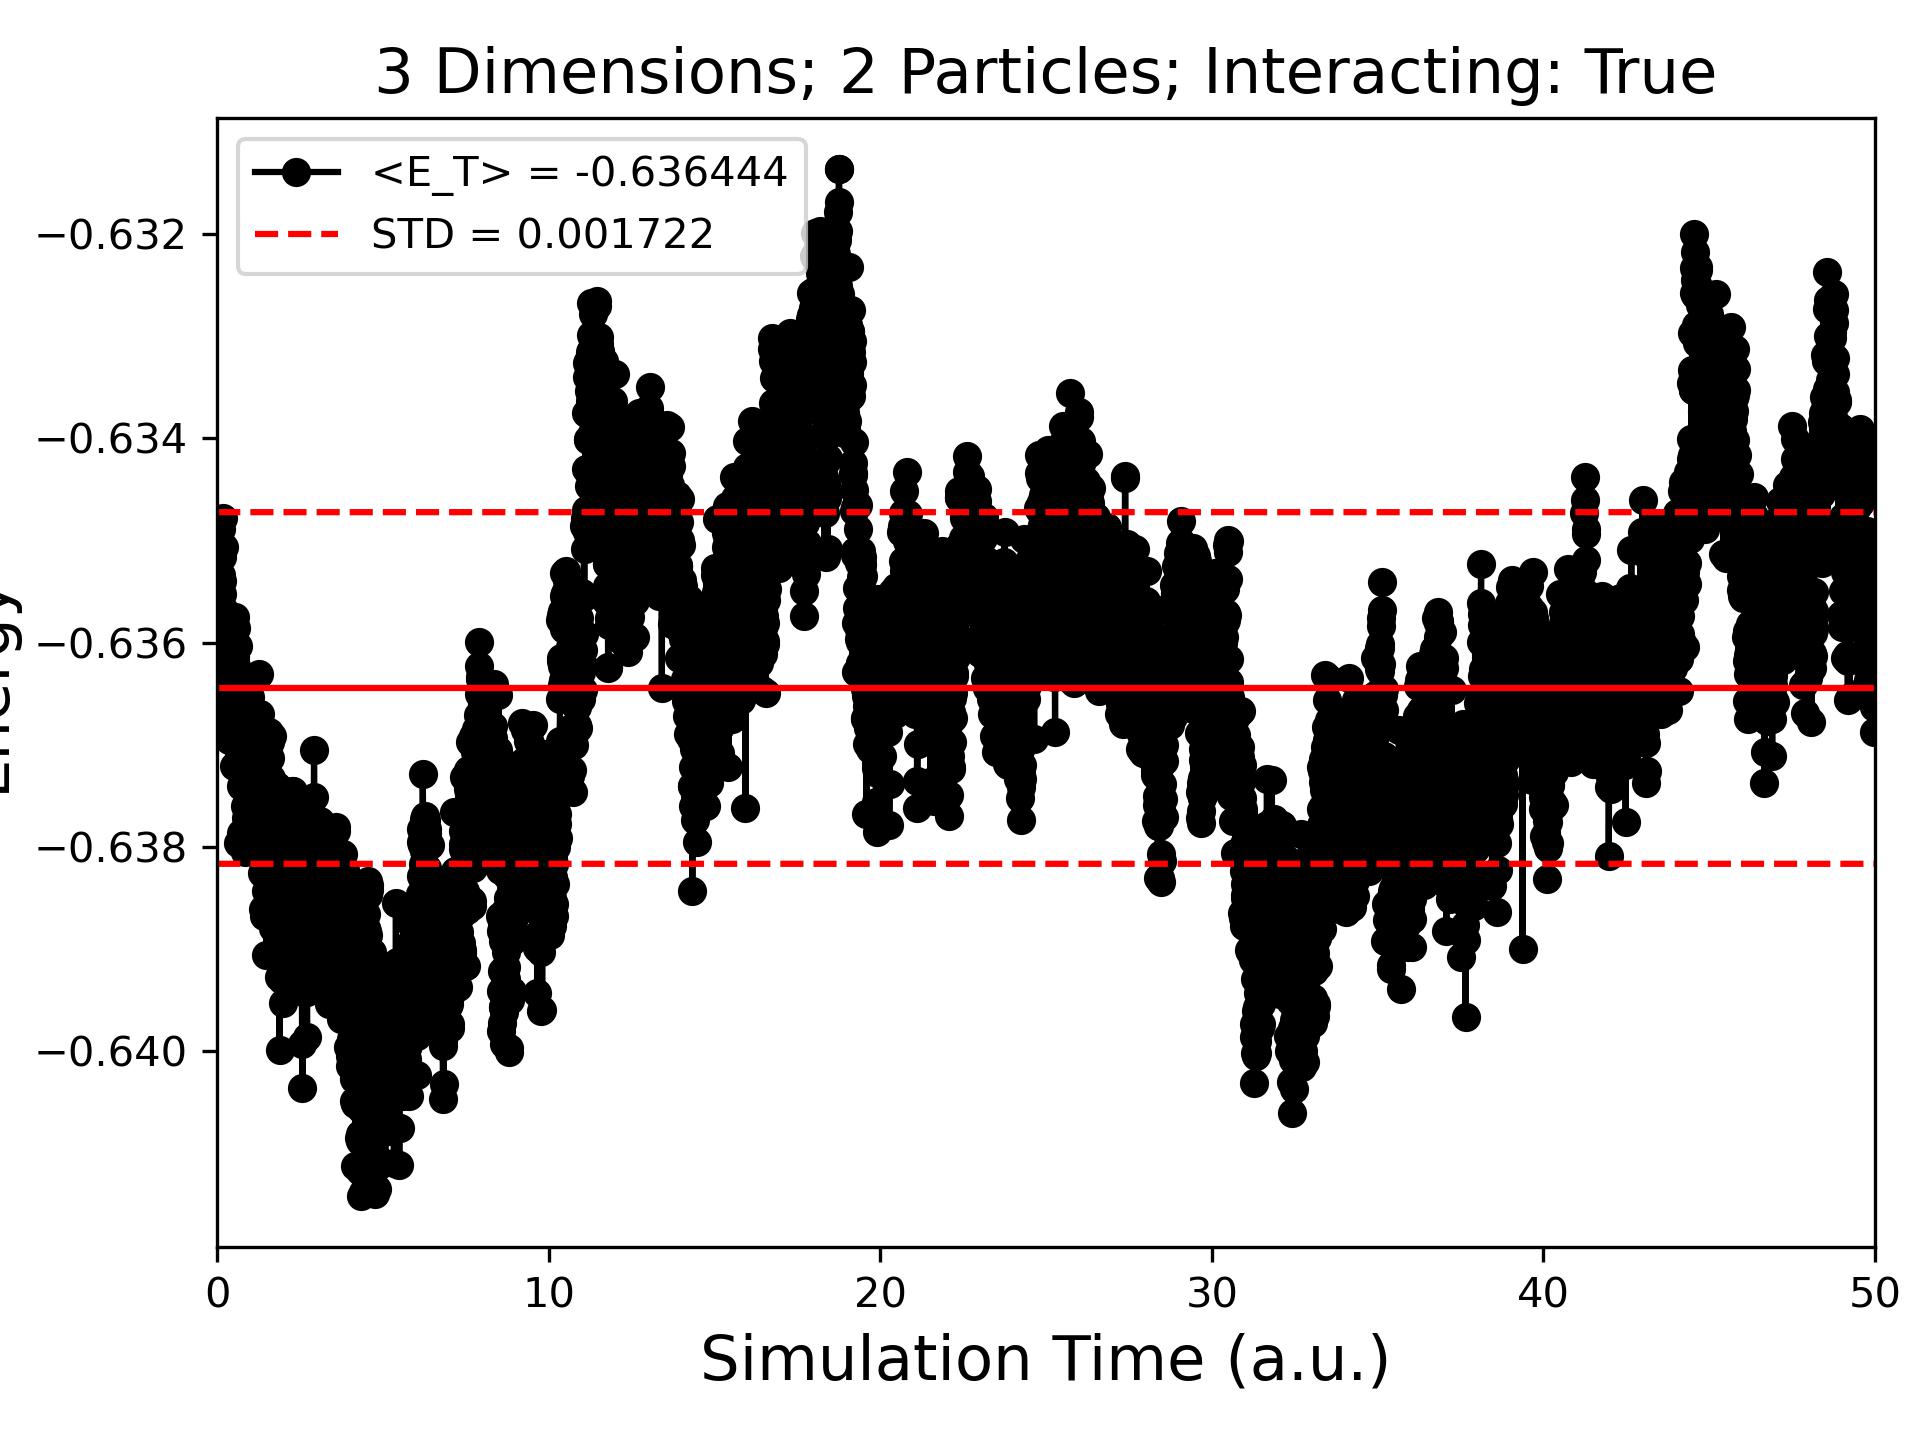 3 Dimensions; 2 Particles; Interacting: True
<E_T> = -0.636444
STD = 0.001722
Energy
−0.632
−0.634
−0.636
−0.638
−0.640
0 10 20 30 40 50
Simulation Time (a.u.)